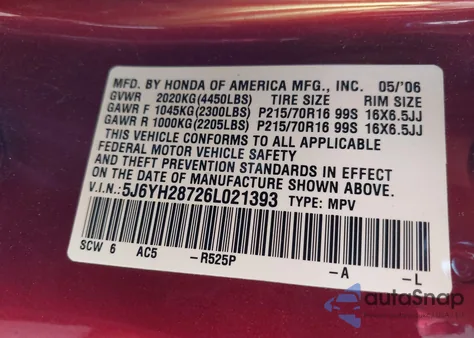 MFD. BY HONDA OF AMERICA MFG., INC. 05/'06
GVWR 2020KG(4450LBS) TIRE SIZE RIM SIZE
GAWR F 1045KG(2300LBS) P215/70R16 99S 16X6.5JJ
GAWR R 1000KG(2205LBS) P215/70R16 99S 16X6.5JJ
THIS VEHICLE CONFORMS TO ALL APPLICABLE
FEDERAL MOTOR VEHICLE SAFETY
AND THEFT PREVENTION STANDARDS IN EFFECT
ON THE DATE OF MANUFACTURE SHOWN ABOVE.
V.I.N.: 5J6YH28726L021393 TYPE: MPV
SCW 6 AC5 -R525P -A -L
autoSnap